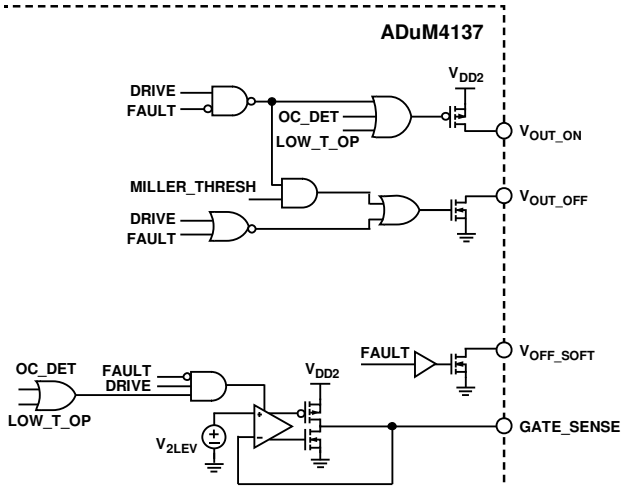 ADuM4137
DRIVE
FAULT
OC_DET
LOW_T_OP
VDD2
VOUT_ON
MILLER_THRESH
VOUT_OFF
DRIVE
FAULT
FAULT
VOFF_SOFT
OC_DET
LOW_T_OP
FAULT
DRIVE
VDD2
V2LEV
+
−
GATE_SENSE